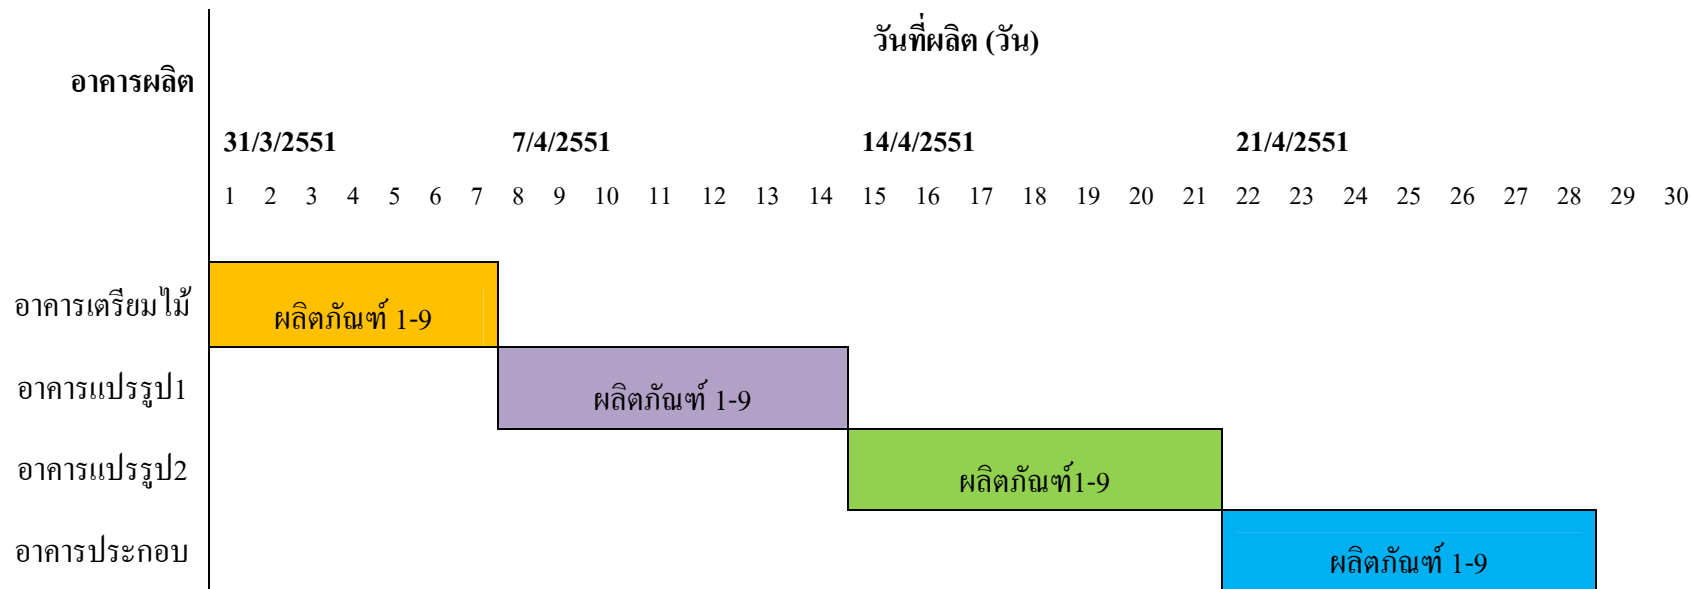 วันที่ผลิต (วัน)
อาคารผลิต
31/3/2551 7/4/2551 14/4/2551 21/4/2551
1 2 3 4 5 6 7 8 9 10 11 12 13 14 15 16 17 18 19 20 21 22 23 24 25 26 27 28 29 30
อาคารเตรียมไม้ ผลิตภัณฑ์ 1-9
อาคารแปรรูป1 ผลิตภัณฑ์ 1-9
อาคารแปรรูป2 ผลิตภัณฑ์1-9
อาคารประกอบ ผลิตภัณฑ์ 1-9